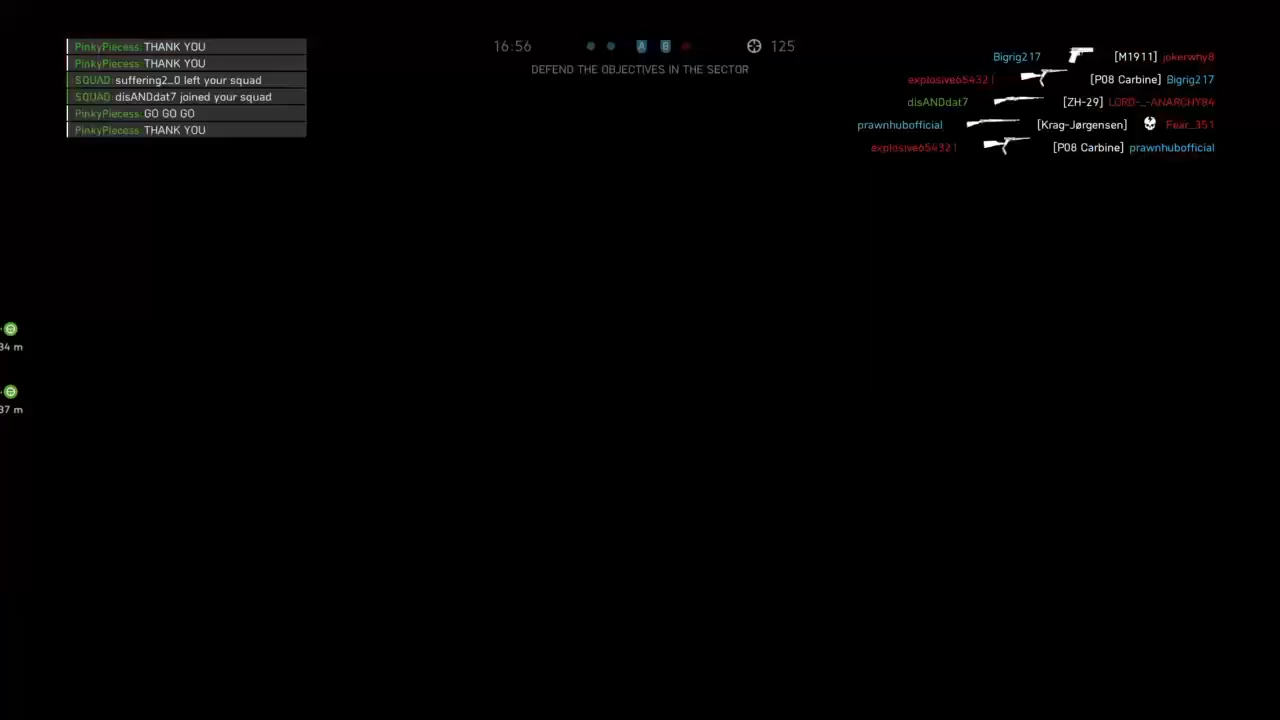 PinkyPiecess: THANK YOU
PinkyPiecess: THANK YOU
SQUAD: suffering2_0 left your squad
SQUAD: disANDdat7 joined your squad
PinkyPiecess: GO GO GO
PinkyPiecess: THANK YOU
16:56 A B 125
DEFEND THE OBJECTIVES IN THE SECTOR
Bigrig217 [M1911] jokerwhy8
explosive654321 [P08 Carbine] Bigrig217
disANDdat7 [ZH-29] LORD-_-ANARCHY84
prawnhubofficial [Krag-Jørgensen] Fear_351
explosive654321 [P08 Carbine] prawnhubofficial
34 m
37 m